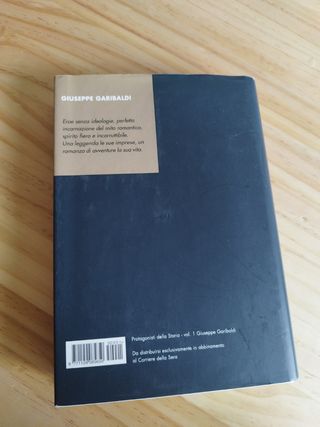 GIUSEPPE GARIBALDI
Eroe senza ideologie, perfetta
incarnazione del mito romantico,
spirito fiero e incorruttibile.
Una leggenda le sue imprese, un
romanzo di avventure la sua vita.
Protagonisti della Storia - vol. 1 Giuseppe Garibaldi
Da distribuirsi esclusivamente in abbinamento
al Corriere della Sera